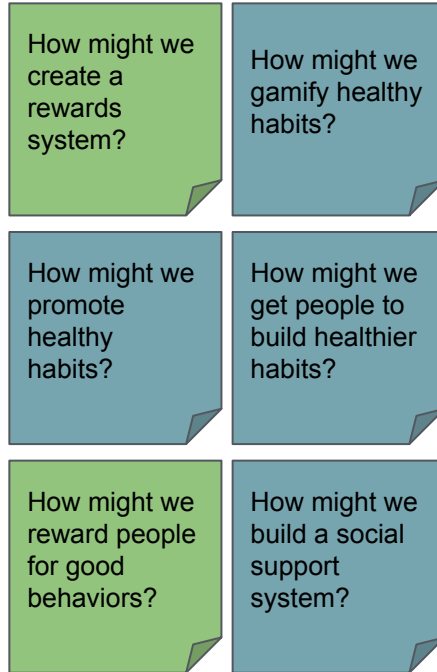 How might we
create a
rewards
system?
How might we
gamify healthy
habits?
How might we
promote
healthy
habits?
How might we
get people to
build healthier
habits?
How might we
reward people
for good
behaviors?
How might we
build a social
support
system?